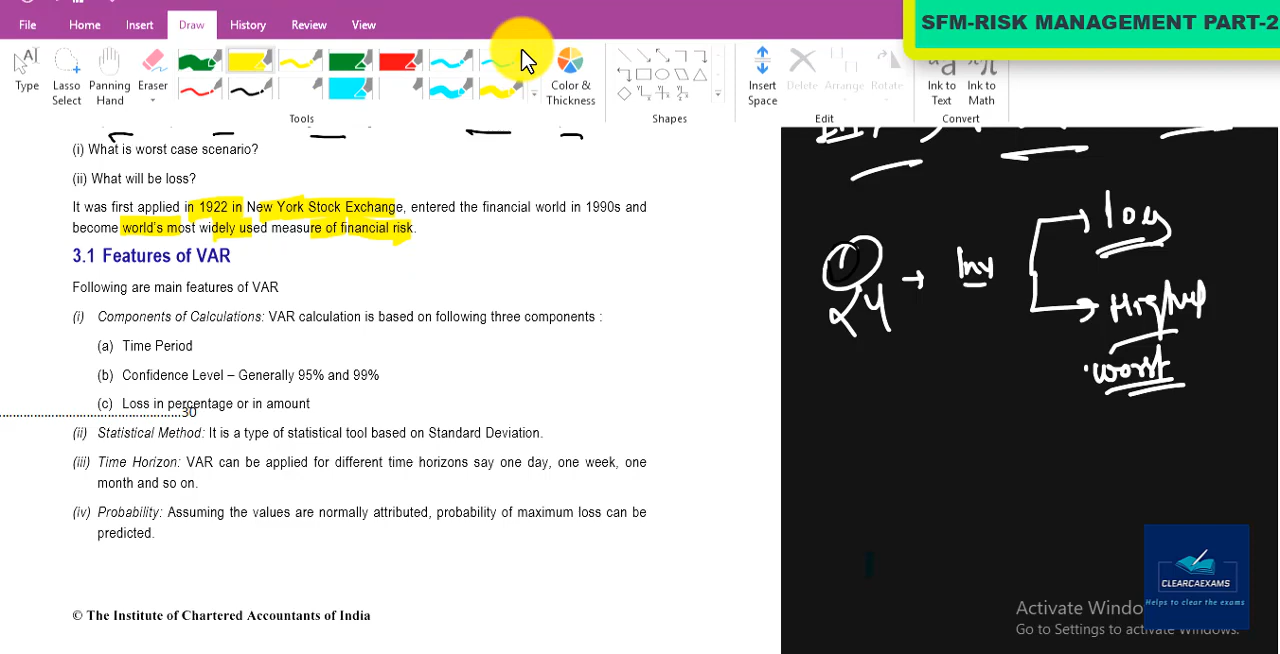 SFM-RISK MANAGEMENT PART-2
File Home Insert Draw History Review View
Type
Lasso Select
Panning Hand
Eraser
Color & Thickness
Insert Space
Delete
Arrange
Rotate
Ink to Text
Ink to Math
Tools
Shapes
Edit
Convert
(i) What is worst case scenario?
(ii) What will be loss?
It was first applied in 1922 in New York Stock Exchange, entered the financial world in 1990s and
become world's most widely used measure of financial risk.
3.1 Features of VAR
Following are main features of VAR
(i) Components of Calculations: VAR calculation is based on following three components :
(a) Time Period
(b) Confidence Level – Generally 95% and 99%
(c) Loss in percentage or in amount
30
(ii) Statistical Method: It is a type of statistical tool based on Standard Deviation.
(iii) Time Horizon: VAR can be applied for different time horizons say one day, one week, one
month and so on.
(iv) Probability: Assuming the values are normally attributed, probability of maximum loss can be
predicted.
© The Institute of Chartered Accountants of India
Inv
Highest
worst
CLEARCAEXAMS
Helps to clear the exams
Activate Windo
Go to Settings to activate Windows.